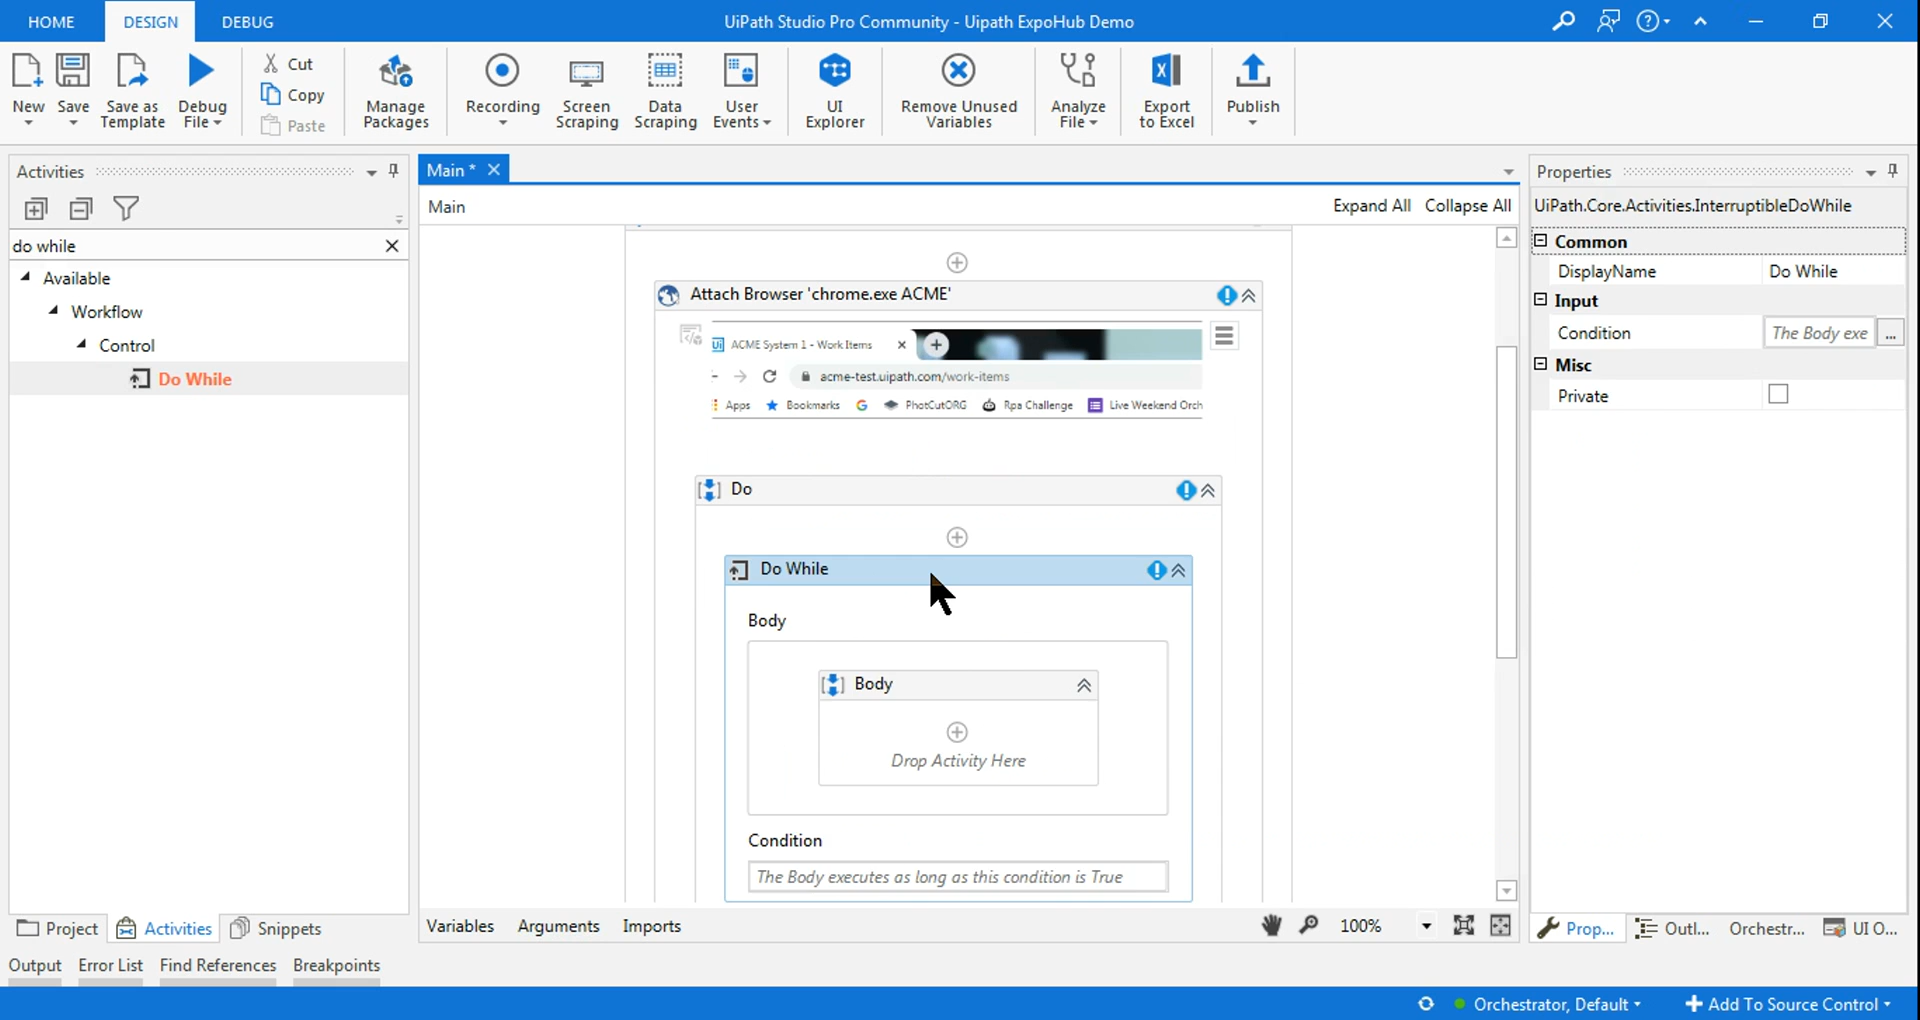 HOME DESIGN DEBUG UiPath Studio Pro Community - Uipath ExpoHub Demo
New Save Save as Template Debug File Cut Copy Paste Manage Packages Recording Screen Scraping Data Scraping User Events UI Explorer Remove Unused Variables Analyze File Export to Excel Publish
Activities
do while
Available
Workflow
Control
Do While
Project Activities Snippets
Main *
Main Expand All Collapse All
Attach Browser 'chrome.exe ACME'
ACME System 1 - Work Items
acme-test.uipath.com/work-items
Apps Bookmarks G PhotCutORG Rpa Challenge Live Weekend Orch
Do
Do While
Body
Body
Drop Activity Here
Condition
The Body executes as long as this condition is True
Variables Arguments Imports 100%
Properties
UiPath.Core.Activities.InterruptibleDoWhile
Common
DisplayName Do While
Input
Condition The Body exe ...
Misc
Private
Prop... Outl... Orchestr... UI O...
Output Error List Find References Breakpoints
Orchestrator, Default Add To Source Control